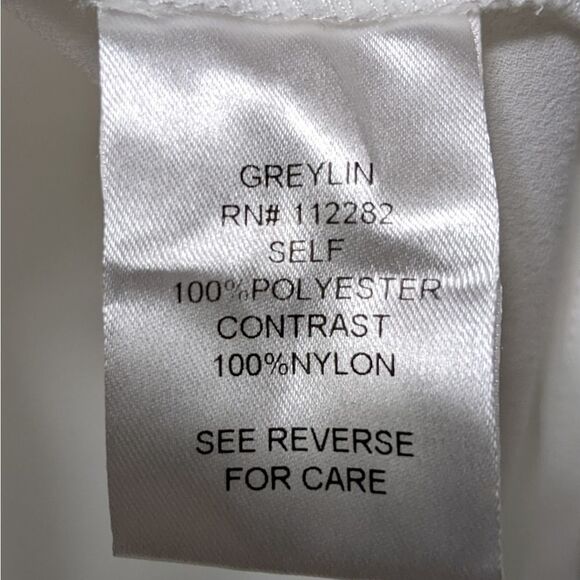 GREYLIN
RN# 112282
SELF
100%POLYESTER
CONTRAST
100%NYLON
SEE REVERSE
FOR CARE